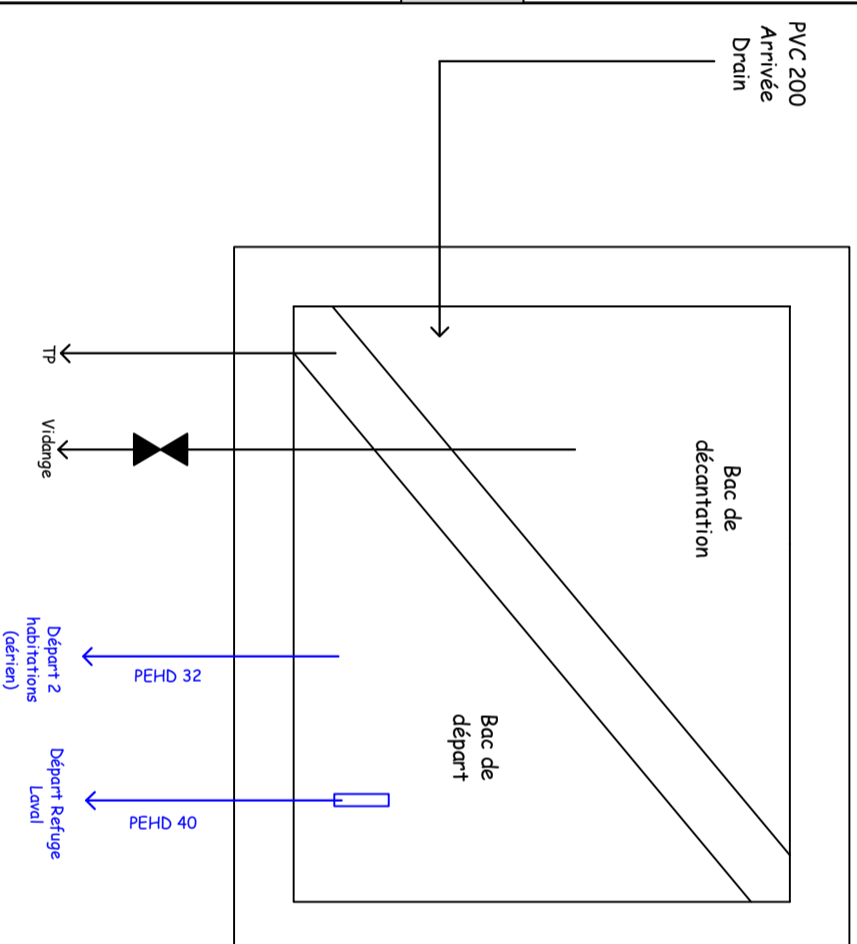 PVC 200
Arrivée
Drain
Bac de
décantation
Bac de
départ
TP
Vidange
Départ 2
habitations
(aérien)
PEHD 32
Départ Refuge
Laval
PEHD 40